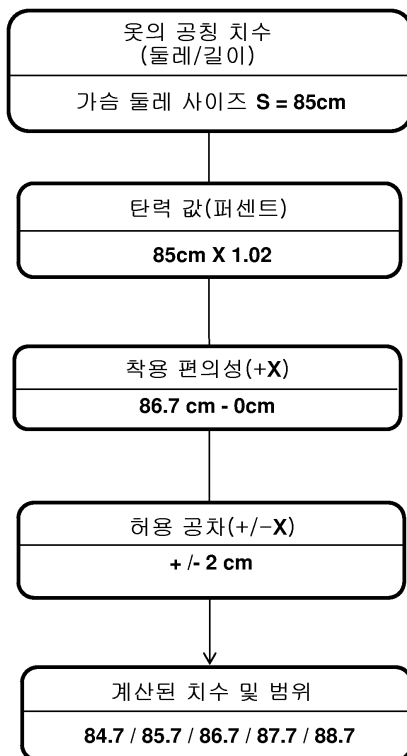 옷의 공칭 치수
(둘레/길이)
가슴 둘레 사이즈 S = 85cm
탄력 값(퍼센트)
85cm X 1.02
착용 편의성(+X)
86.7 cm - 0cm
허용 공차(+/-X)
+ /- 2 cm
계산된 치수 및 범위
84.7 / 85.7 / 86.7 / 87.7 / 88.7